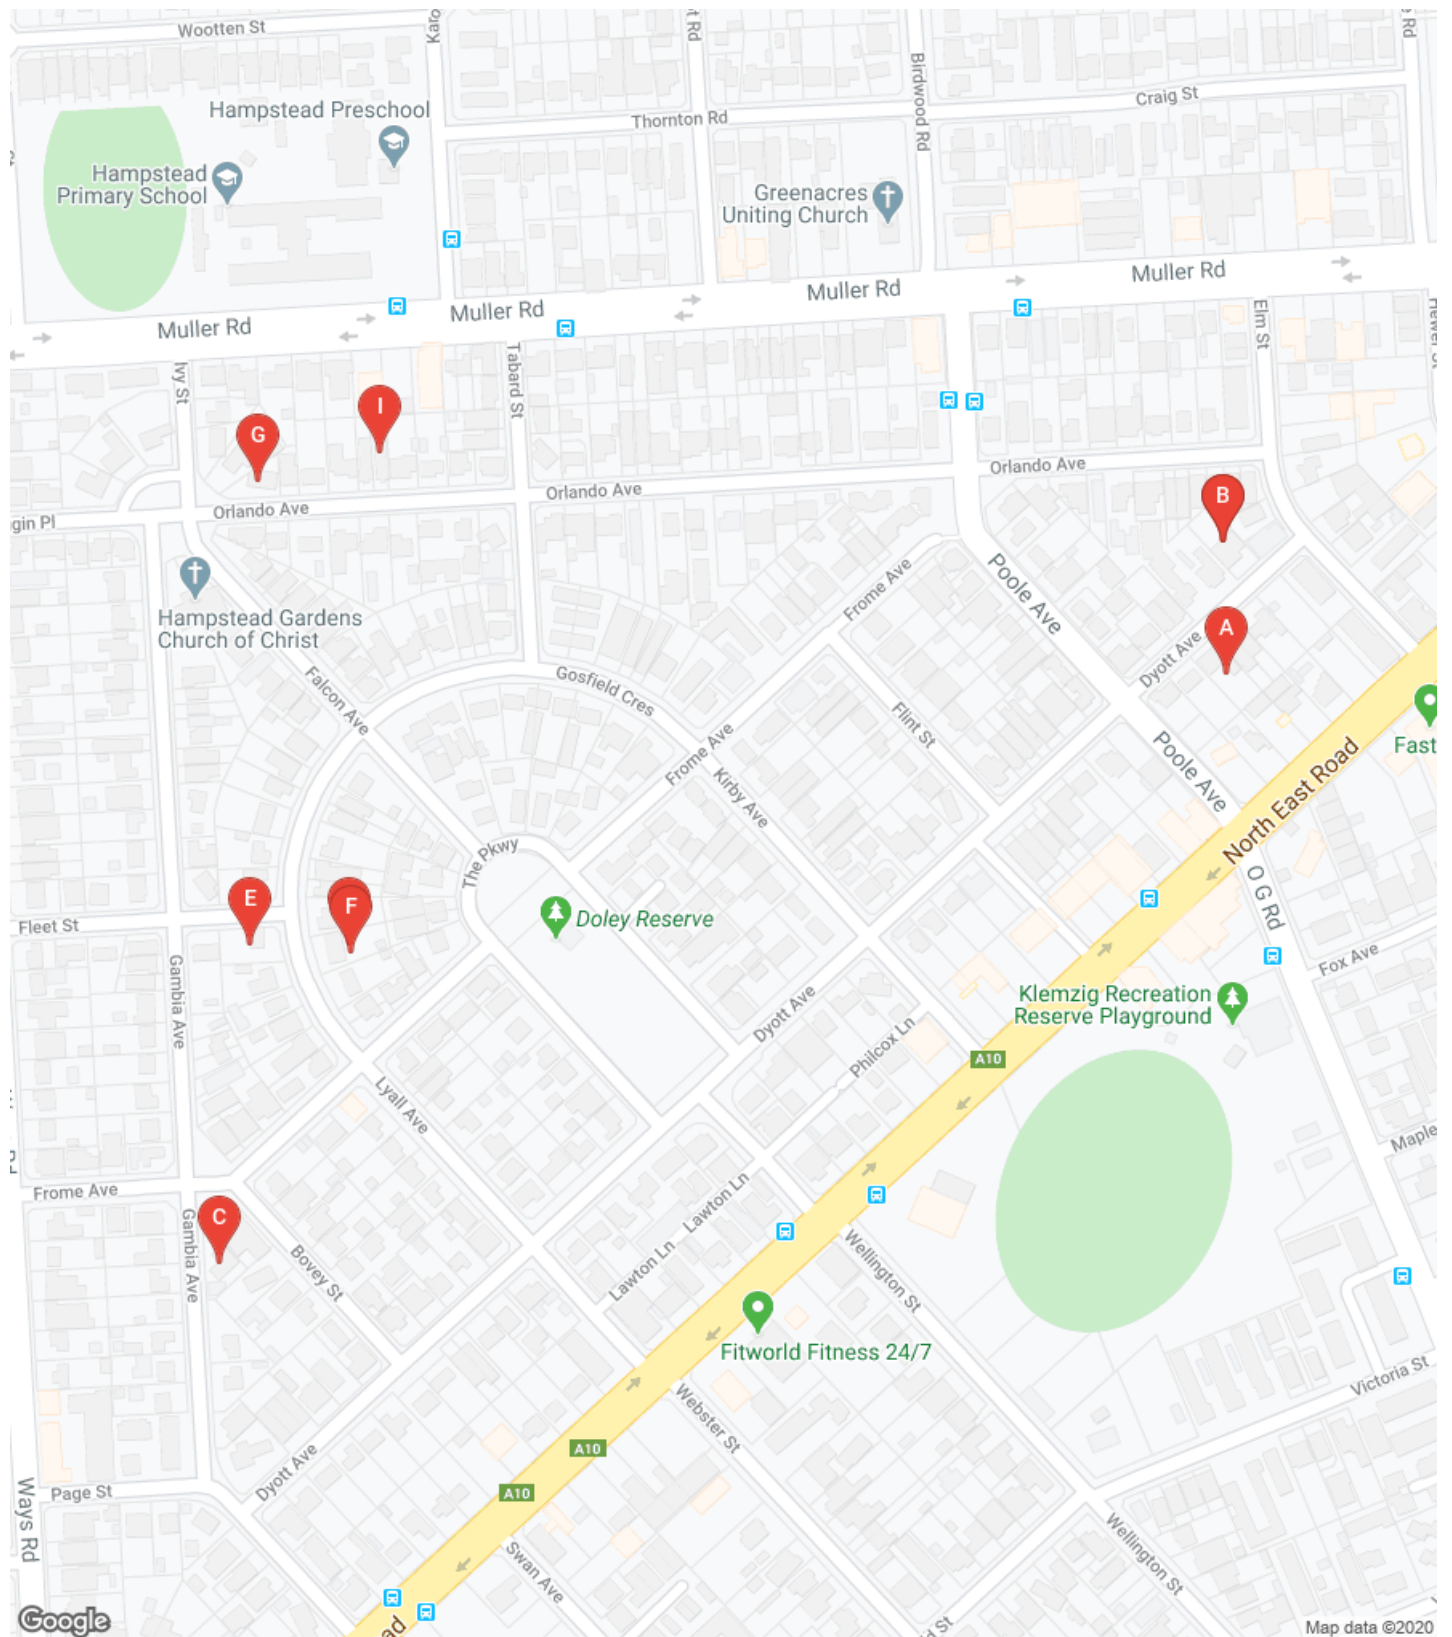 Wootten St
Hampstead Preschool
Thornton Rd
Birdwood Rd
Craig St
Hampstead
Primary School
Greenacres
Uniting Church
Muller Rd
Muller Rd
Muller Rd
Muller Rd
Ivy St
Tabard St
Elm St
I
G
Orlando Ave
Orlando Ave
Orlando Ave
B
Hampstead Gardens
Church of Christ
Frome Ave
Poole Ave
A
Dyott Ave
Falcon Ave
Gosfield Cres
Flint St
Frome Ave
Kirby Ave
Poole Ave
North East Road
Fast
The Pkwy
E
F
Fleet St
Doley Reserve
O G Rd
Fox Ave
Gambia Ave
Klemzig Recreation
Reserve Playground
Dyott Ave
Philcox Ln
A10
Lyall Ave
Maple
Frome Ave
C
Gambia Ave
Bovey St
Lawton Ln
Lawton Ln
Wellington St
Fitworld Fitness 24/7
Victoria St
Webster St
A10
Dyott Ave
Page St
A10
Ways Rd
Swan Ave
Wellington St
Google
Map data ©2020